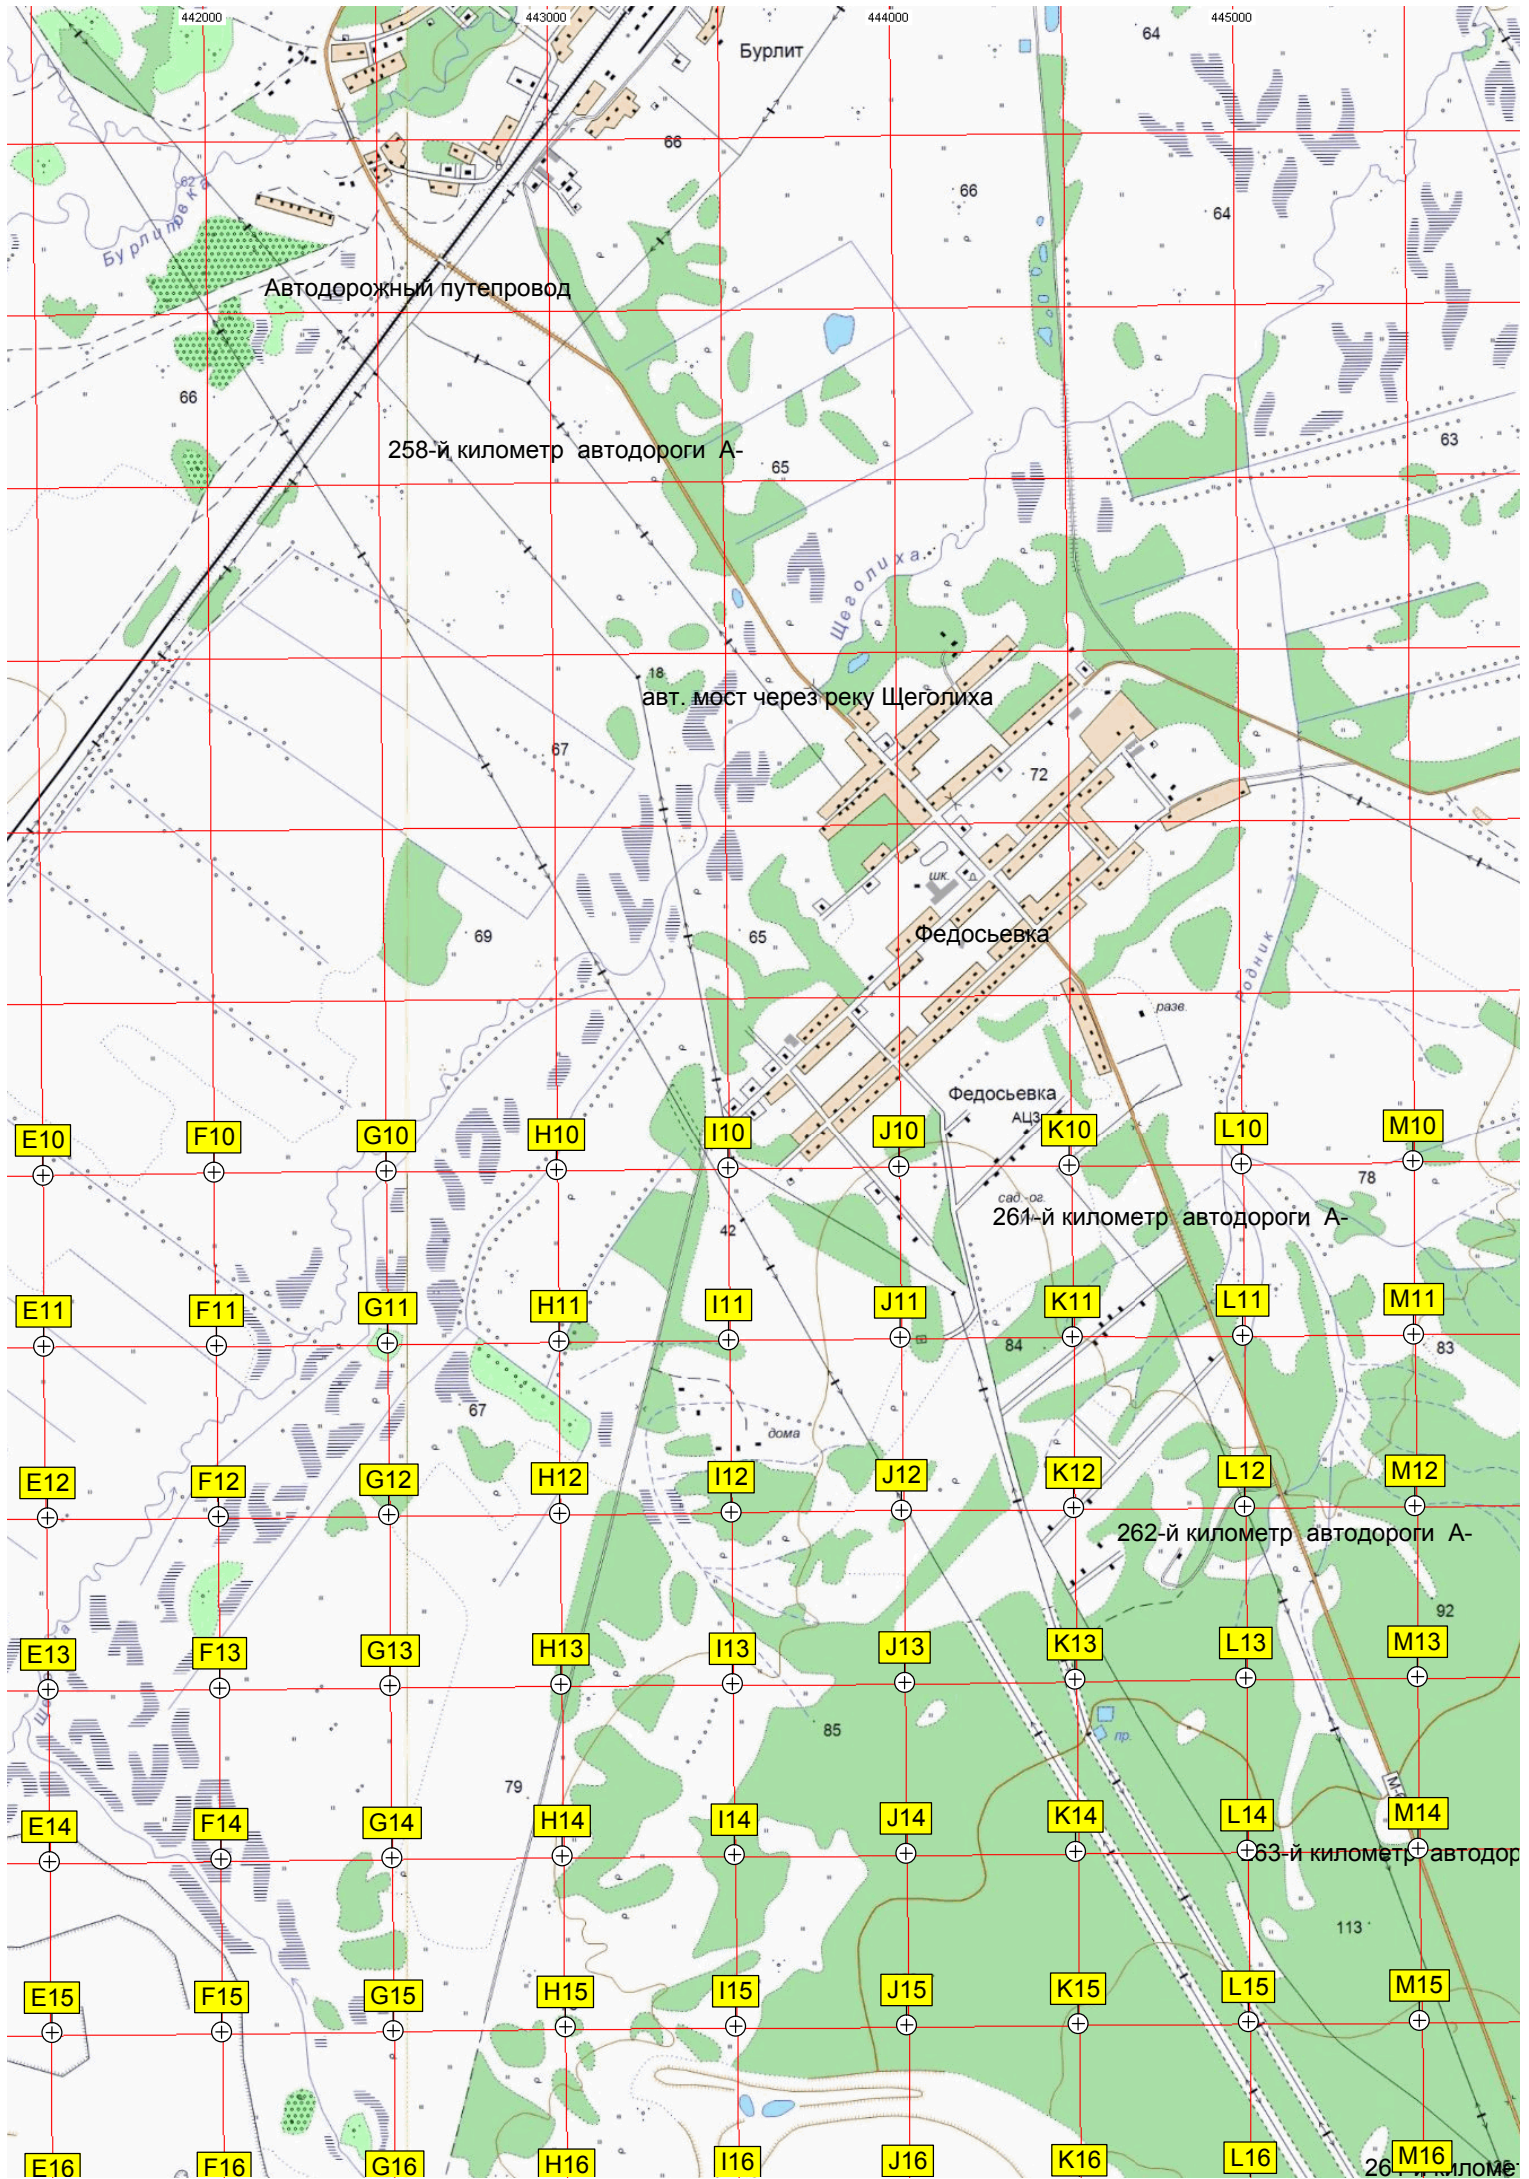 442000 443000 444000 445000
64
Бурлит
66
62
66
64
Бурлитовка
Автодорожный путепровод
66
258-й километр автодороги А-
65
63
Щеголиха
18
авт. мост через реку Щеголиха
67
72
шк.
69
65
Федосьевка
Родник
разв.
Федосьевка
АЦЗ
E10 F10 G10 H10 I10 J10 K10 L10 M10
78
сад.-ог.
42
261-й километр автодороги А-
E11 F11 G11 H11 I11 J11 K11 L11 M11
84
83
67
дома
E12 F12 G12 H12 I12 J12 K12 L12 M12
262-й километр автодороги А-
92
E13 F13 G13 H13 I13 J13 K13 L13 M13
85
пр.
79
E14 F14 G14 H14 I14 J14 K14 L14 M14
63-й километр автодор
113
E15 F15 G15 H15 I15 J15 K15 L15 M15
E16 F16 G16 H16 I16 J16 K16 L16 M16